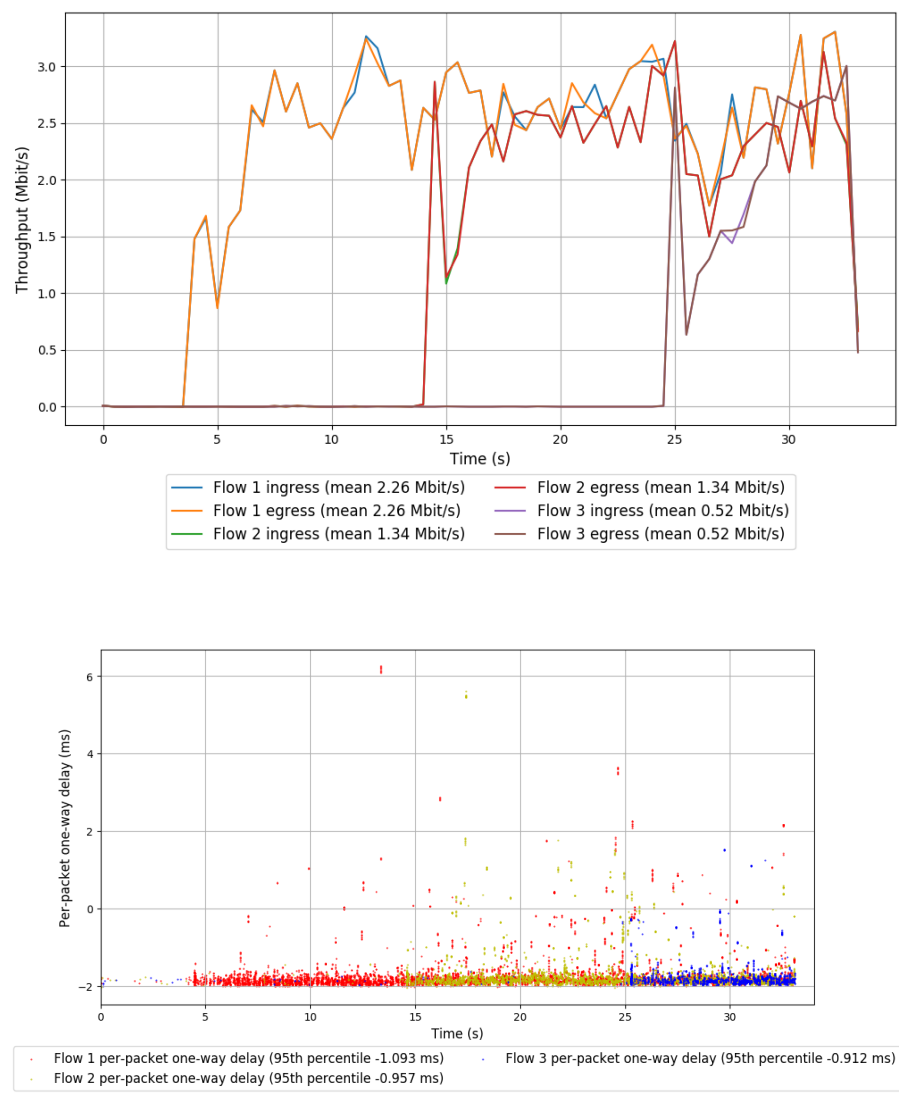 3.0
2.5
2.0
1.5
1.0
0.5
0.0
Throughput (Mbit/s)
0 5 10 15 20 25 30
Time (s)
Flow 1 ingress (mean 2.26 Mbit/s) Flow 2 egress (mean 1.34 Mbit/s)
Flow 1 egress (mean 2.26 Mbit/s) Flow 3 ingress (mean 0.52 Mbit/s)
Flow 2 ingress (mean 1.34 Mbit/s) Flow 3 egress (mean 0.52 Mbit/s)
6
4
2
0
−2
Per-packet one-way delay (ms)
0 5 10 15 20 25 30
Time (s)
Flow 1 per-packet one-way delay (95th percentile -1.093 ms) Flow 3 per-packet one-way delay (95th percentile -0.912 ms)
Flow 2 per-packet one-way delay (95th percentile -0.957 ms)